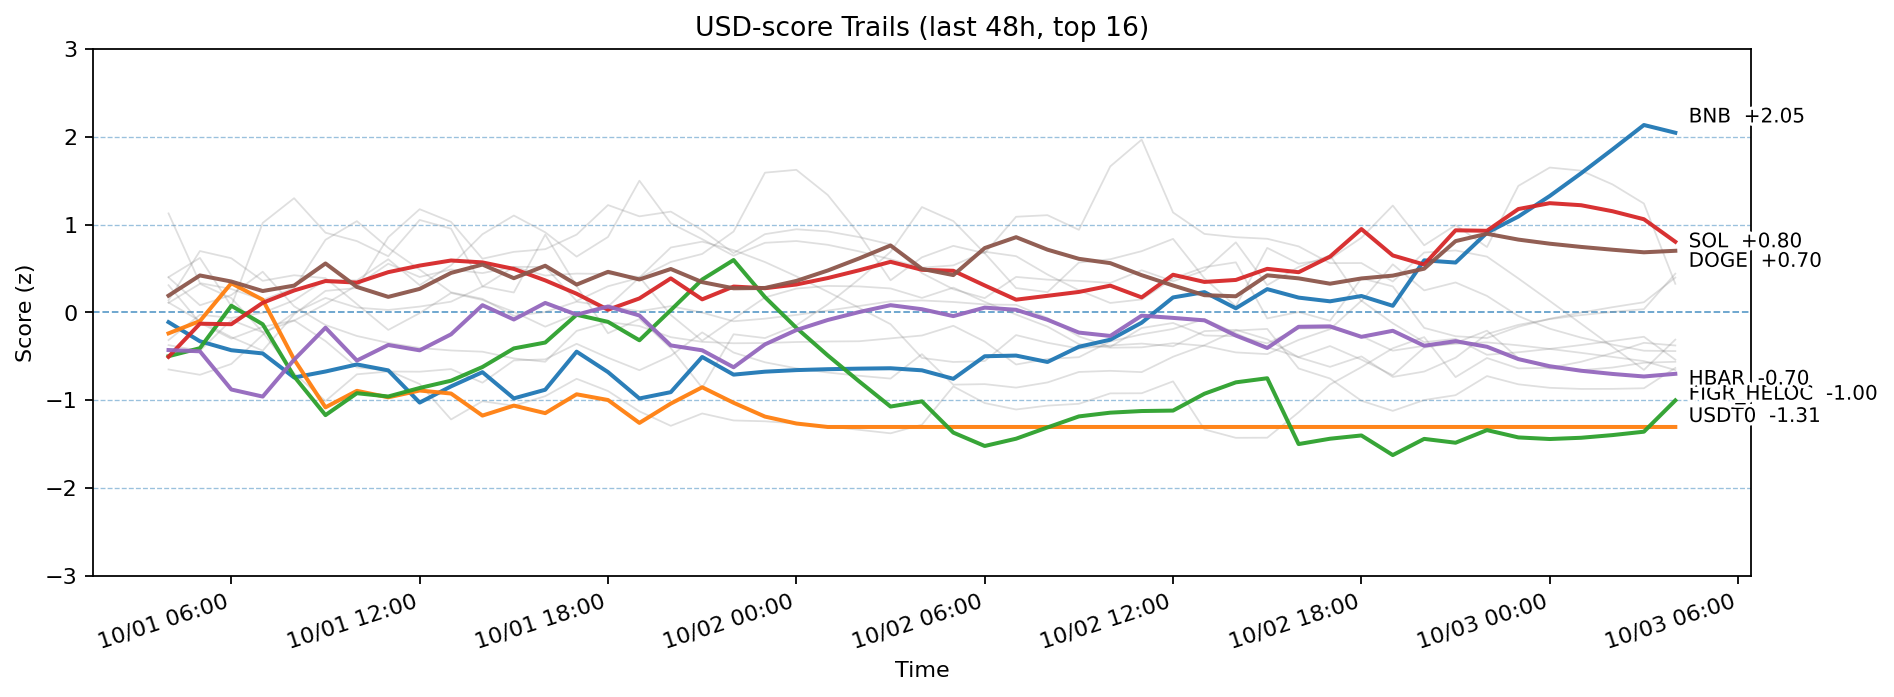 USD-score Trails (last 48h, top 16)
Score (z)
3
2
1
0
−1
−2
−3
BNB +2.05
SOL +0.80
DOGE +0.70
HBAR -0.70
FIGR_HELOC -1.00
USDT0 -1.31
10/01 06:00
10/01 12:00
10/01 18:00
10/02 00:00
10/02 06:00
10/02 12:00
10/02 18:00
10/03 00:00
10/03 06:00
Time